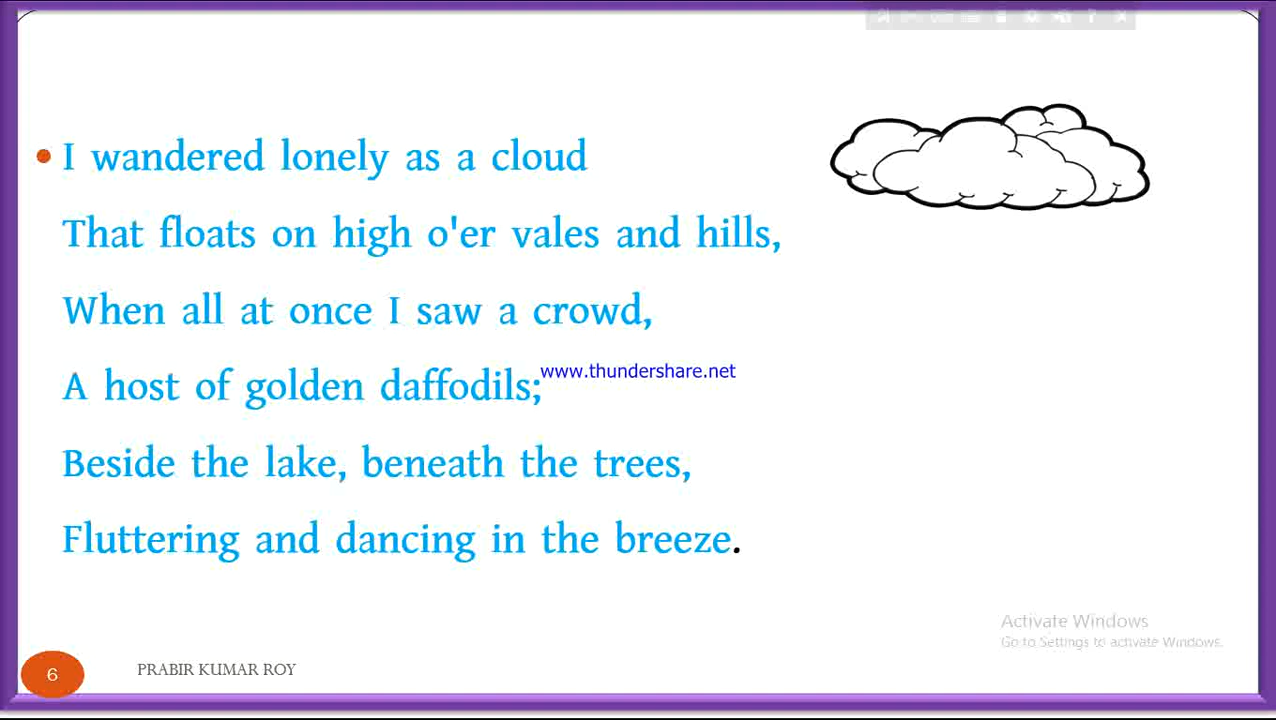 • I wandered lonely as a cloud
That floats on high o'er vales and hills,
When all at once I saw a crowd,
A host of golden daffodils;
www.thundershare.net
Beside the lake, beneath the trees,
Fluttering and dancing in the breeze.
Activate Windows
Go to Settings to activate Windows.
6
PRABIR KUMAR ROY